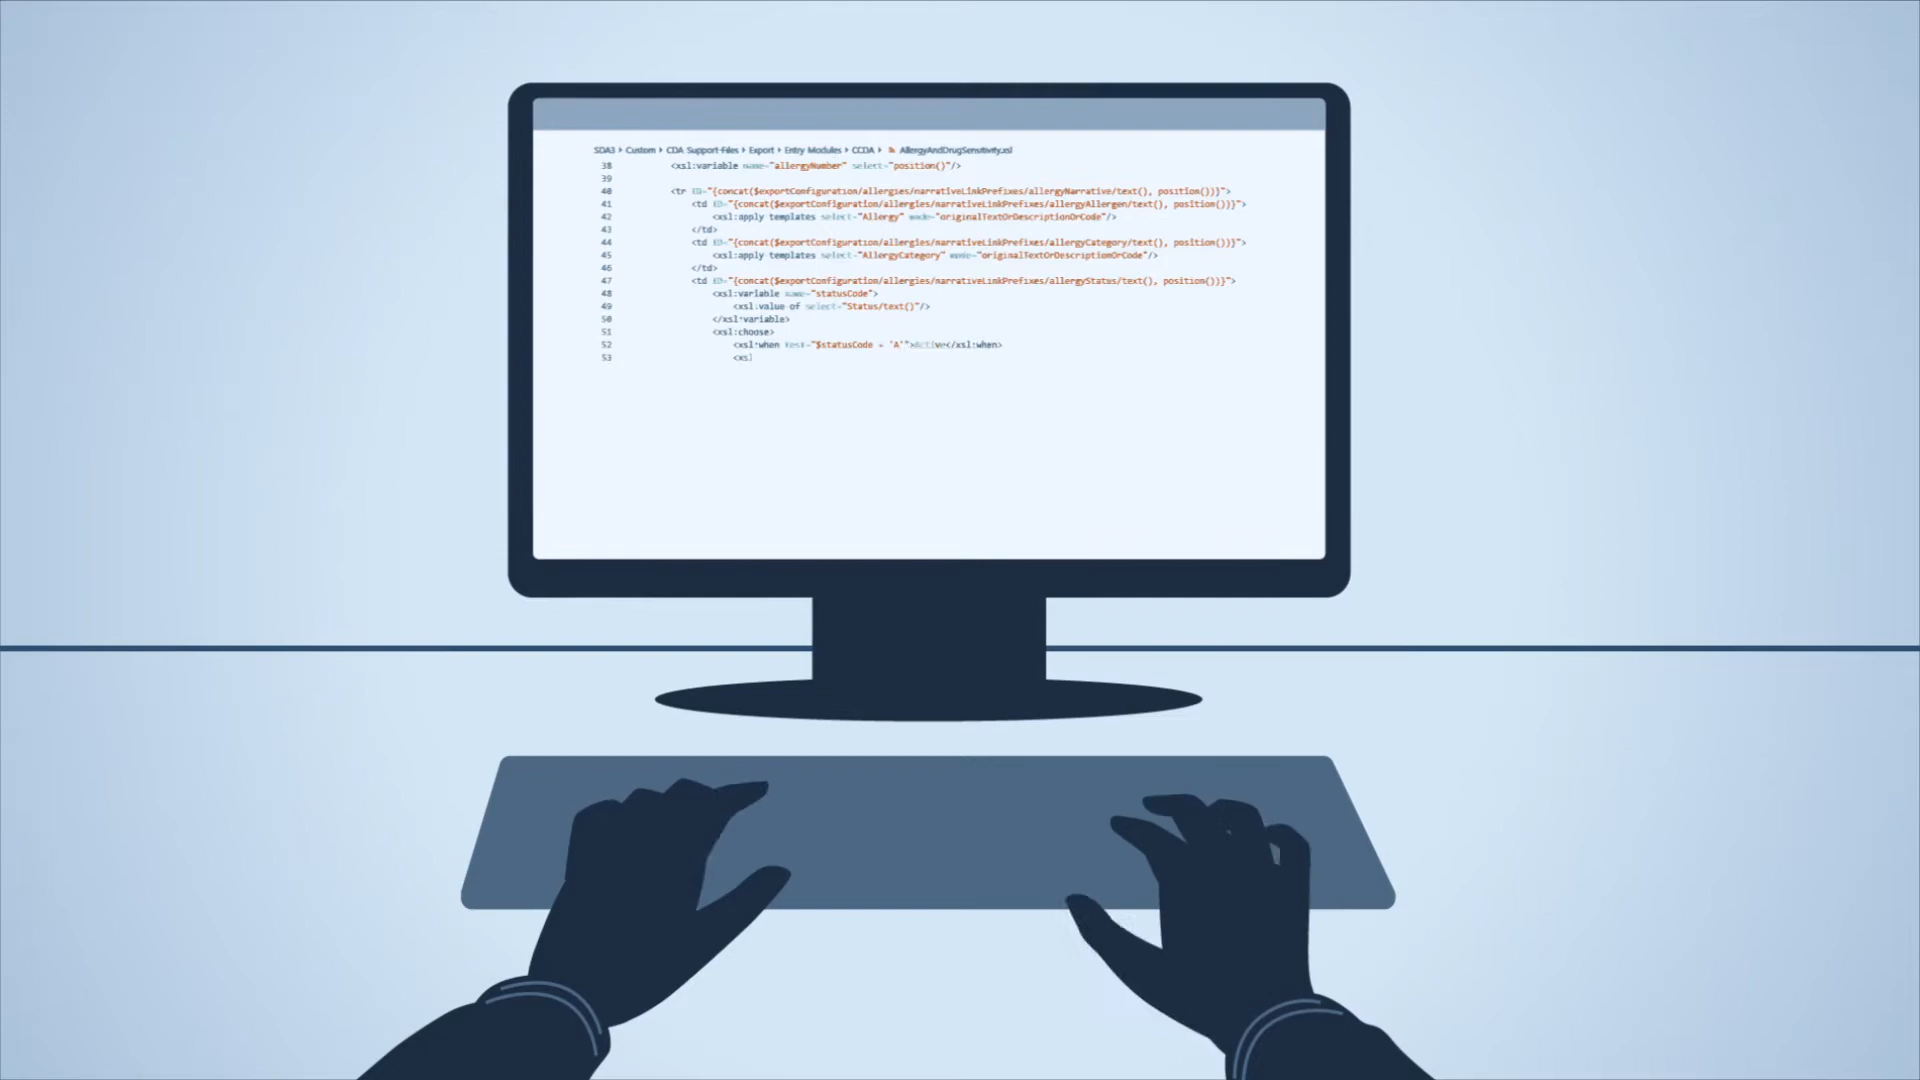 SDA3 › Custom › CDA Support-Files › Export › Entry Modules › CCDA › AllergyAndDrugSensitivity.xsl
38 <xsl:variable name="allergyNumber" select="position()"/>
39
40 <tr ID="{concat($exportConfiguration/allergies/narrativeLinkPrefixes/allergyNarrative/text(), position())}">
41 <td ID="{concat($exportConfiguration/allergies/narrativeLinkPrefixes/allergyAllergen/text(), position())}">
42 <xsl:apply templates select="Allergy" mode="originalTextOrDescriptionOrCode"/>
43 </td>
44 <td ID="{concat($exportConfiguration/allergies/narrativeLinkPrefixes/allergyCategory/text(), position())}">
45 <xsl:apply templates select="AllergyCategory" mode="originalTextOrDescriptionOrCode"/>
46 </td>
47 <td ID="{concat($exportConfiguration/allergies/narrativeLinkPrefixes/allergyStatus/text(), position())}">
48 <xsl:variable name="statusCode">
49 <xsl:value of select="Status/text()"/>
50 </xsl:variable>
51 <xsl:choose>
52 <xsl:when test="$statusCode = 'A'">Active</xsl:when>
53 <xsl